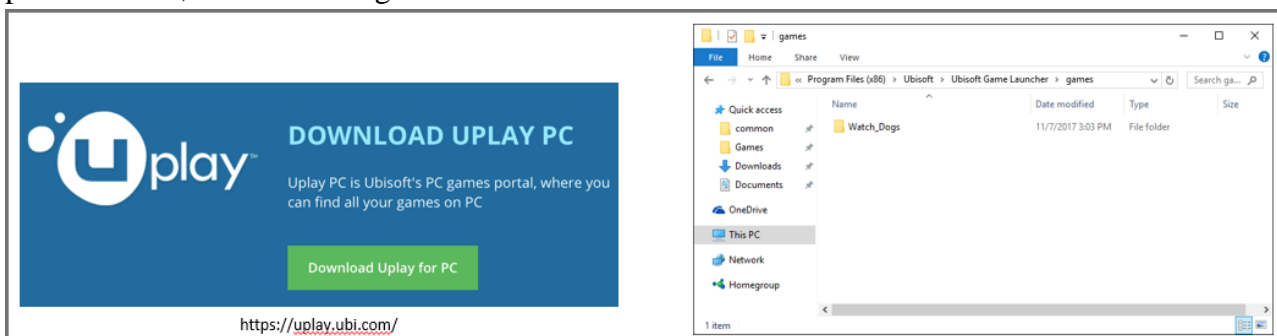 uplay™
DOWNLOAD UPLAY PC
Uplay PC is Ubisoft's PC games portal, where you
can find all your games on PC
Download Uplay for PC
https://uplay.ubi.com/
games
File Home Share View
« Program Files (x86) > Ubisoft > Ubisoft Game Launcher > games
Search ga...
Name Date modified Type Size
Quick access
common
Games
Downloads
Documents
OneDrive
This PC
Network
Homegroup
Watch_Dogs 11/7/2017 3:03 PM File folder
1 item